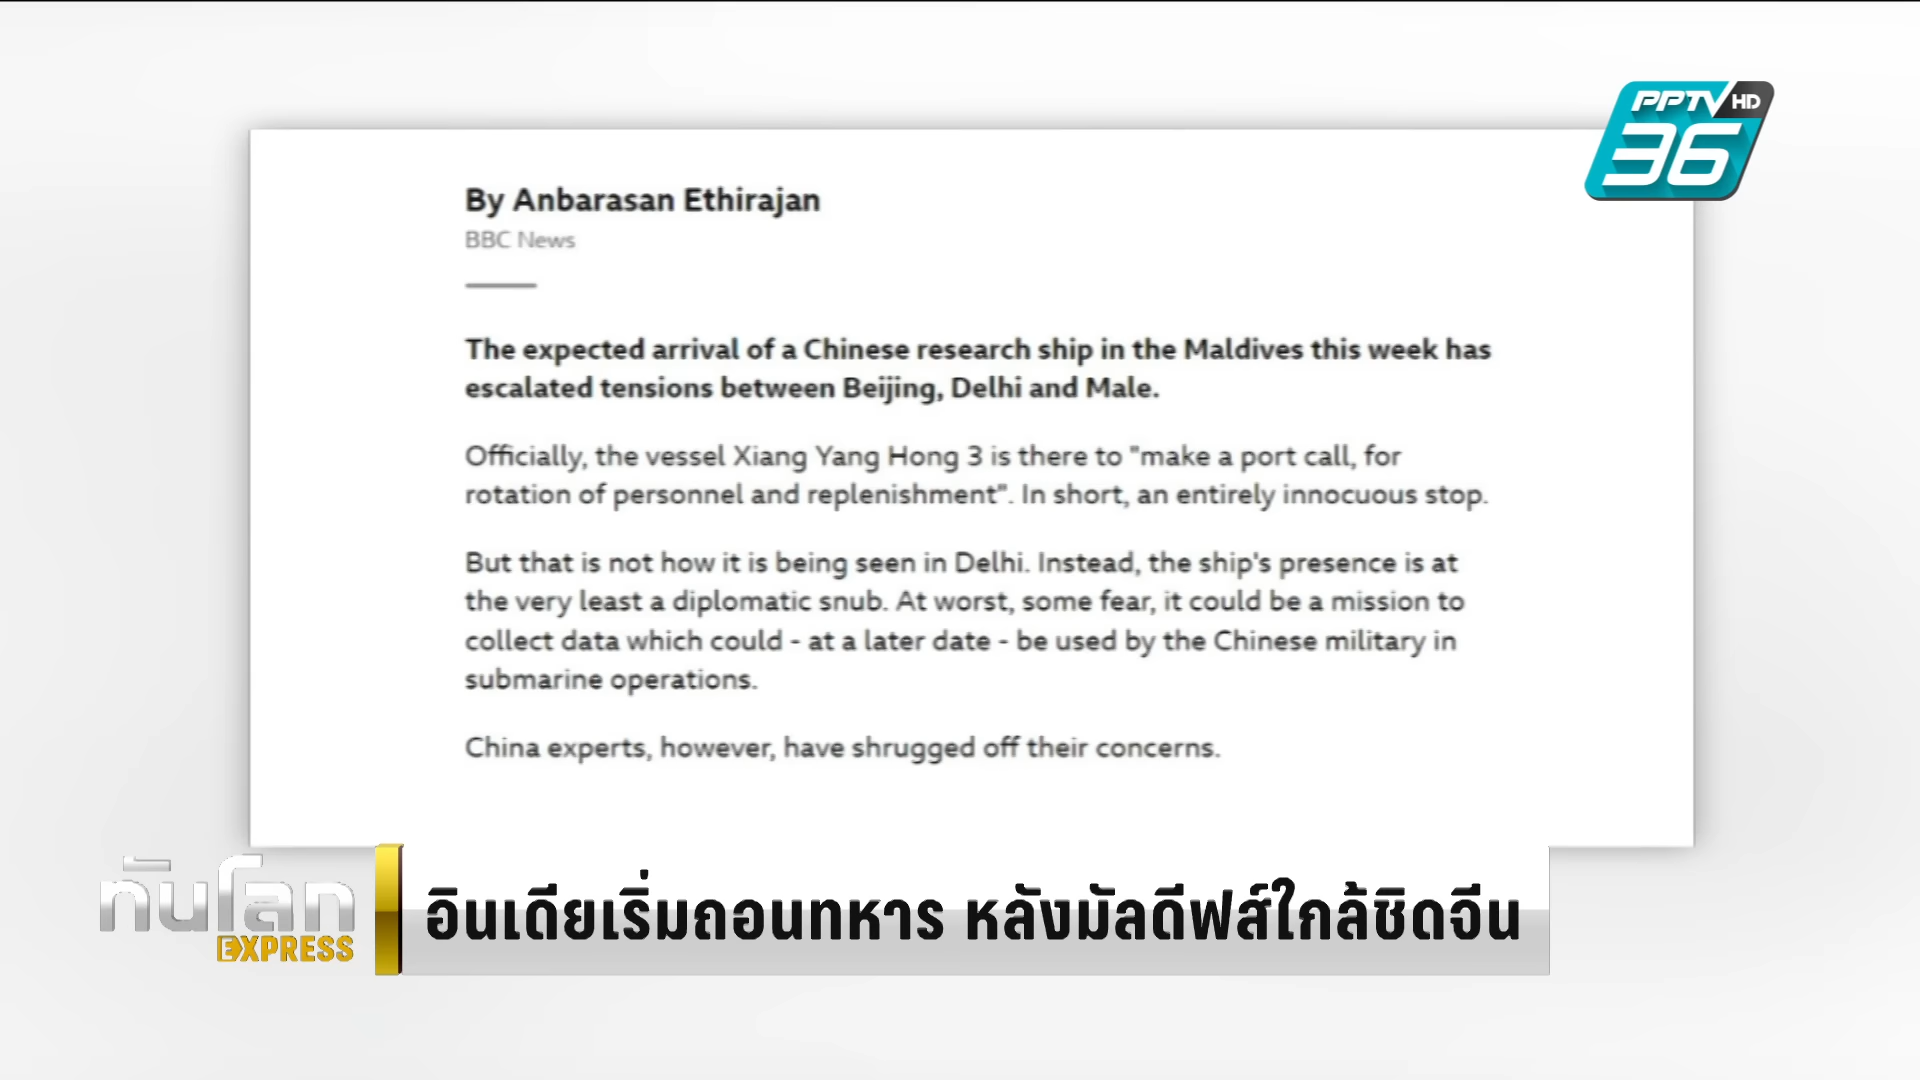 PPTV HD
36
By Anbarasan Ethirajan
BBC News
The expected arrival of a Chinese research ship in the Maldives this week has
escalated tensions between Beijing, Delhi and Male.
Officially, the vessel Xiang Yang Hong 3 is there to "make a port call, for
rotation of personnel and replenishment". In short, an entirely innocuous stop.
But that is not how it is being seen in Delhi. Instead, the ship's presence is at
the very least a diplomatic snub. At worst, some fear, it could be a mission to
collect data which could - at a later date - be used by the Chinese military in
submarine operations.
China experts, however, have shrugged off their concerns.
ทันโลก
EXPRESS
อินเดียเริ่มถอนทหาร หลังมัลดีฟส์ใกล้ชิดจีน